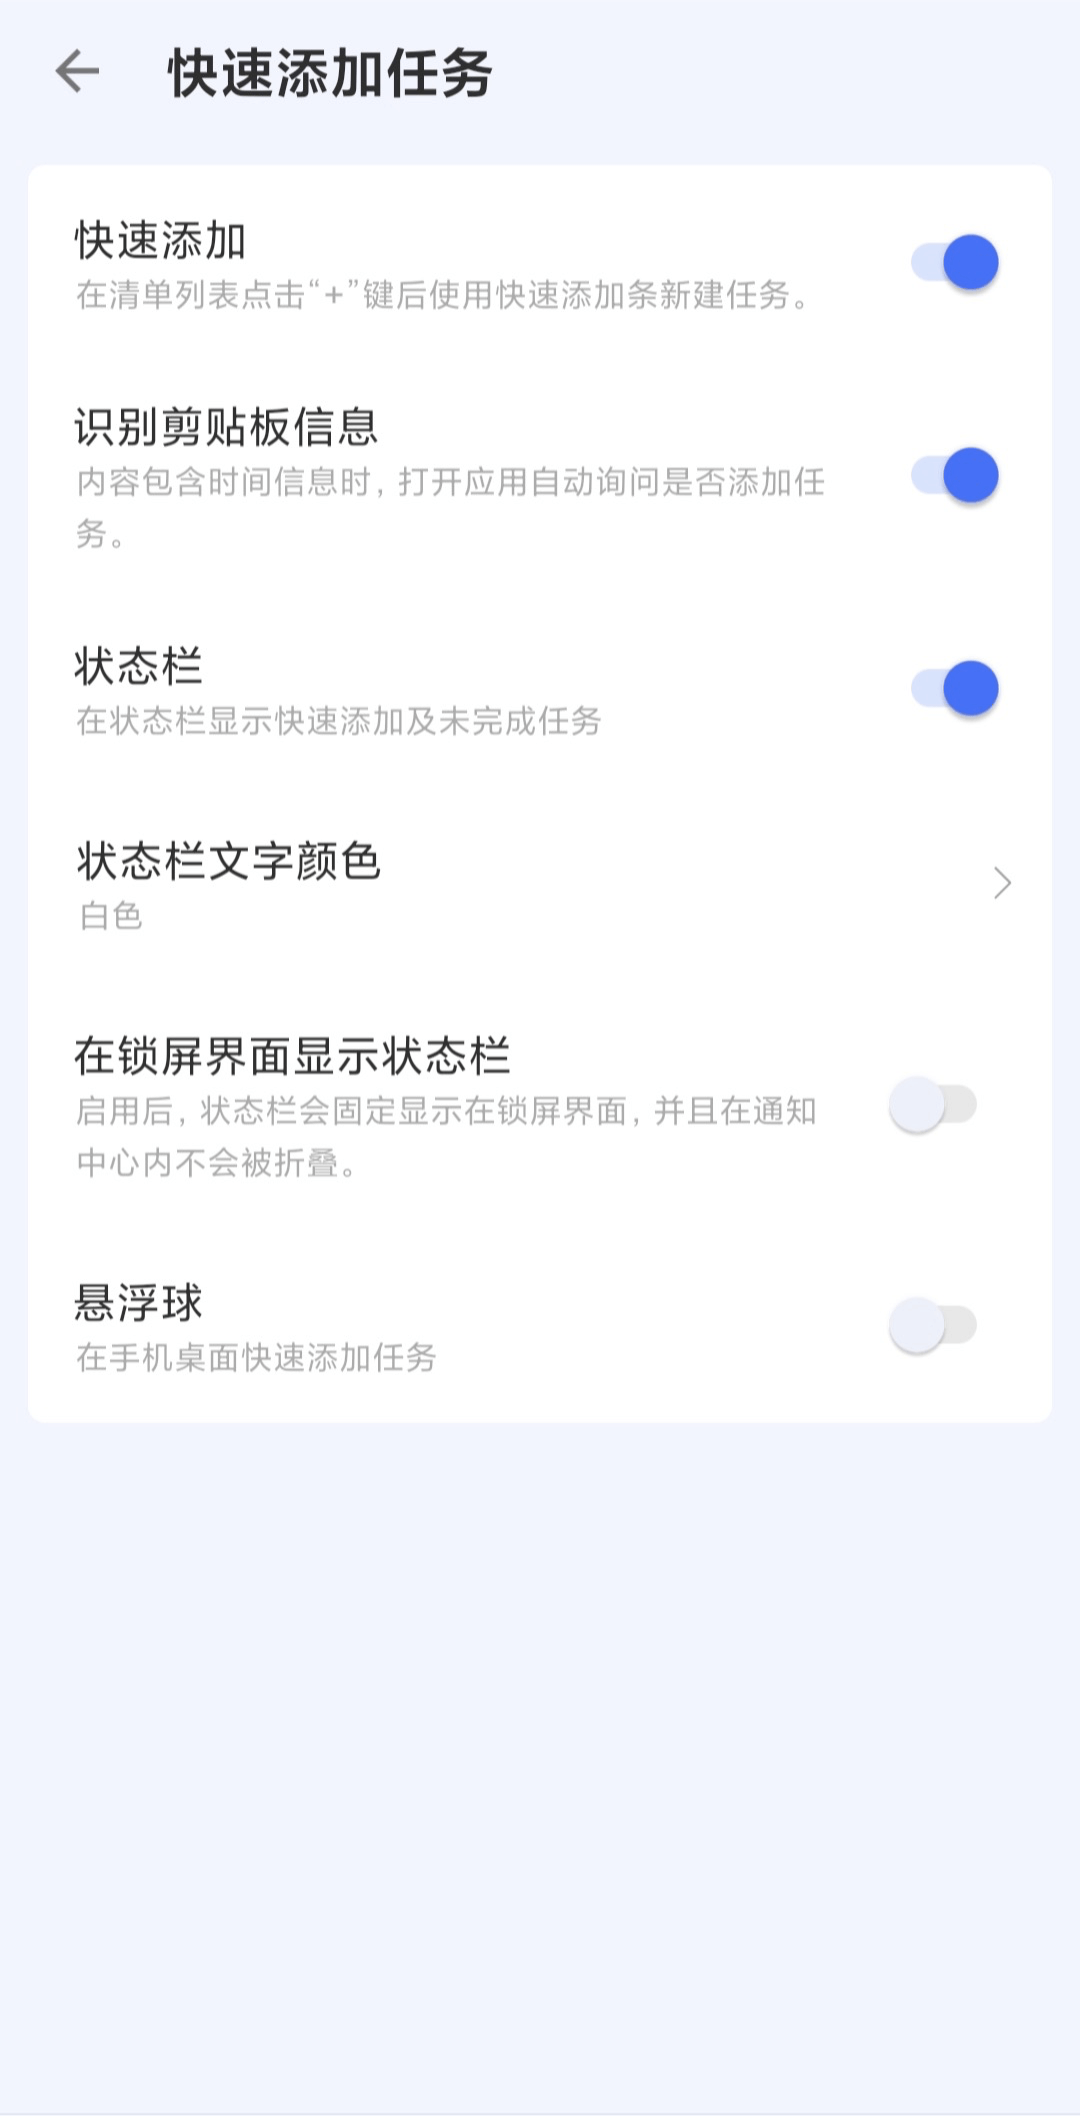 快速添加任务
快速添加
在清单列表点击“+”键后使用快速添加条新建任务。
识别剪贴板信息
内容包含时间信息时, 打开应用自动询问是否添加任
务。
状态栏
在状态栏显示快速添加及未完成任务
状态栏文字颜色
白色
在锁屏界面显示状态栏
启用后, 状态栏会固定显示在锁屏界面, 并且在通知
中心内不会被折叠。
悬浮球
在手机桌面快速添加任务